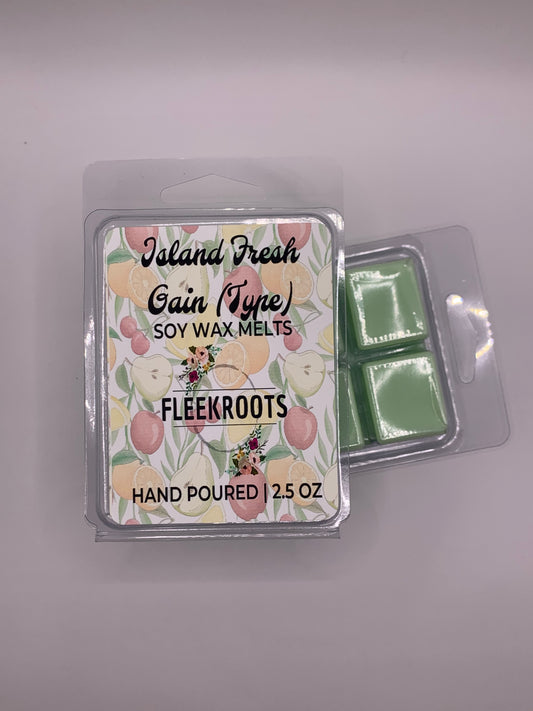 Island Fresh
Gain (Type)
SOY WAX MELTS
FLEEKROOTS
HAND POURED | 2.5 OZ